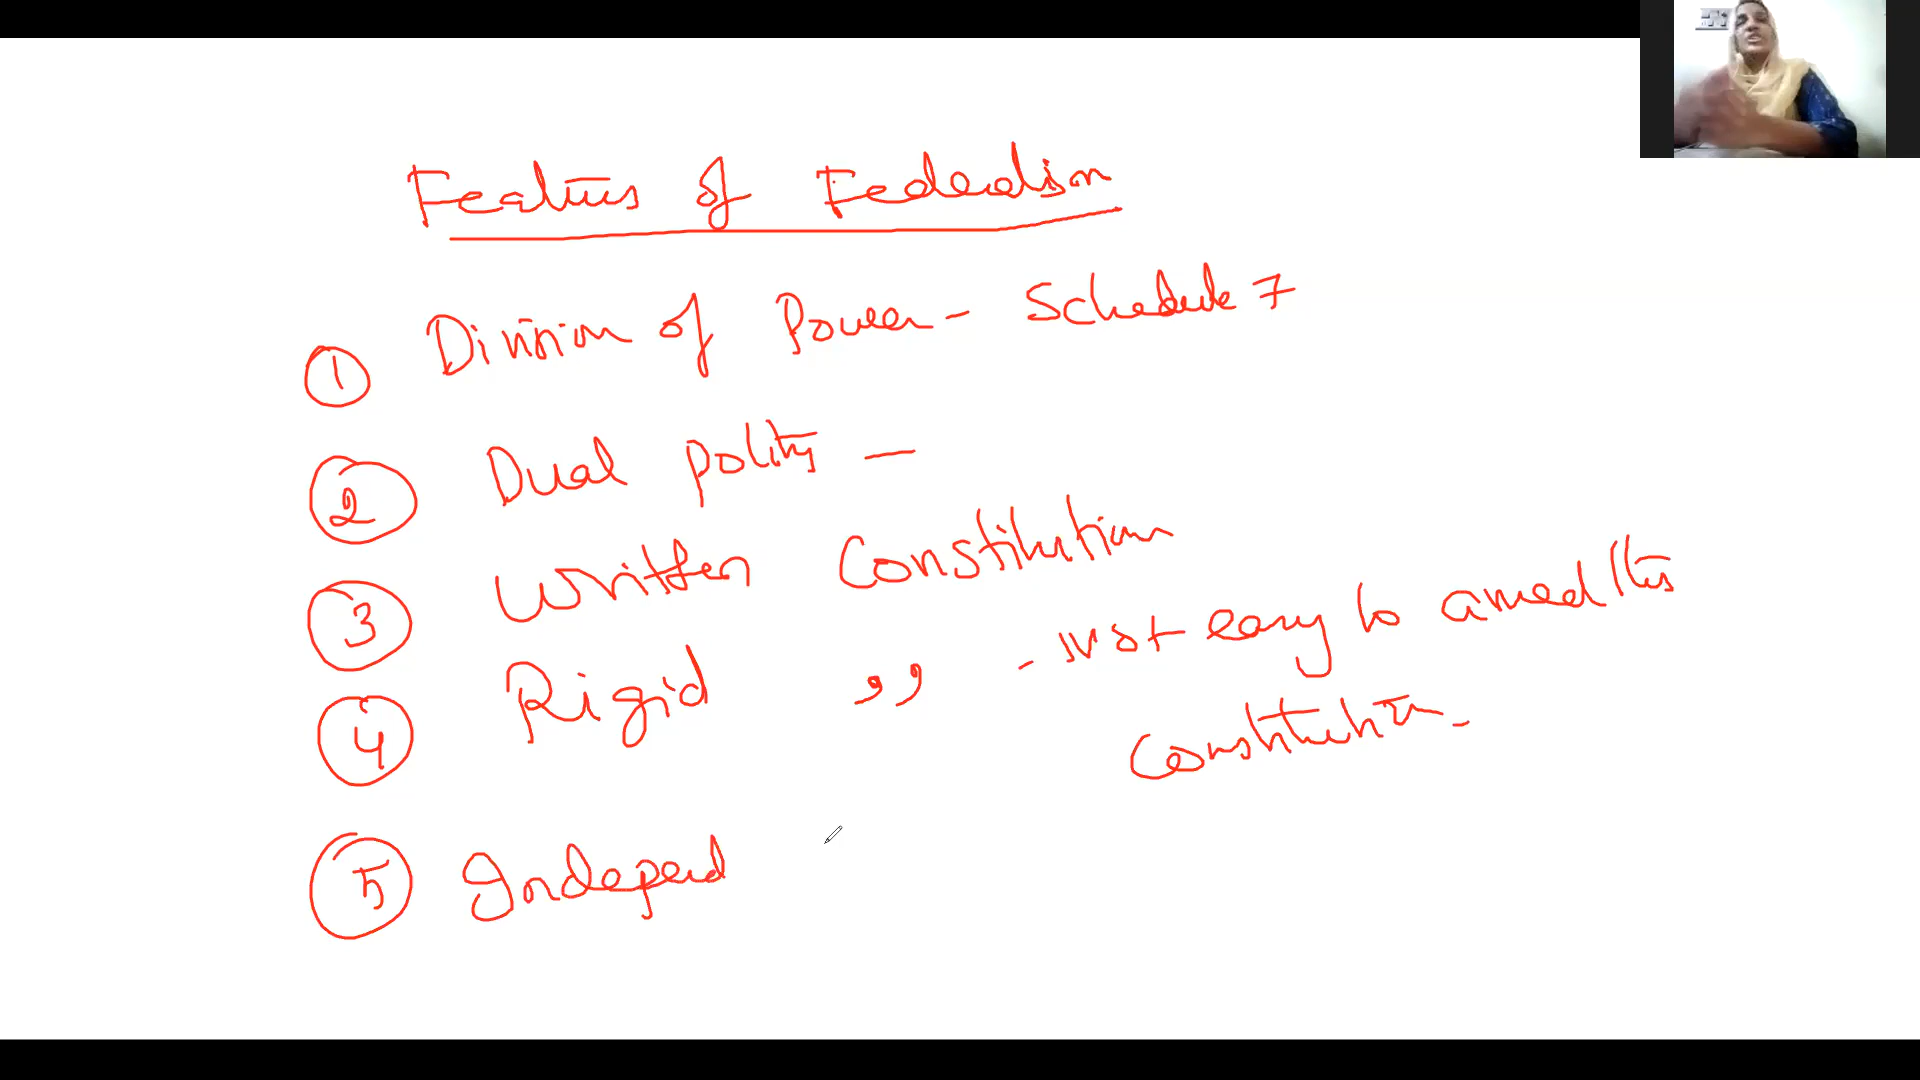 Features of Federalism
1 Division of Power - Schedule 7
2 Dual polity -
3 Written Constitution
4 Rigid " - not easy to amend this
Constitution -
5 Independ